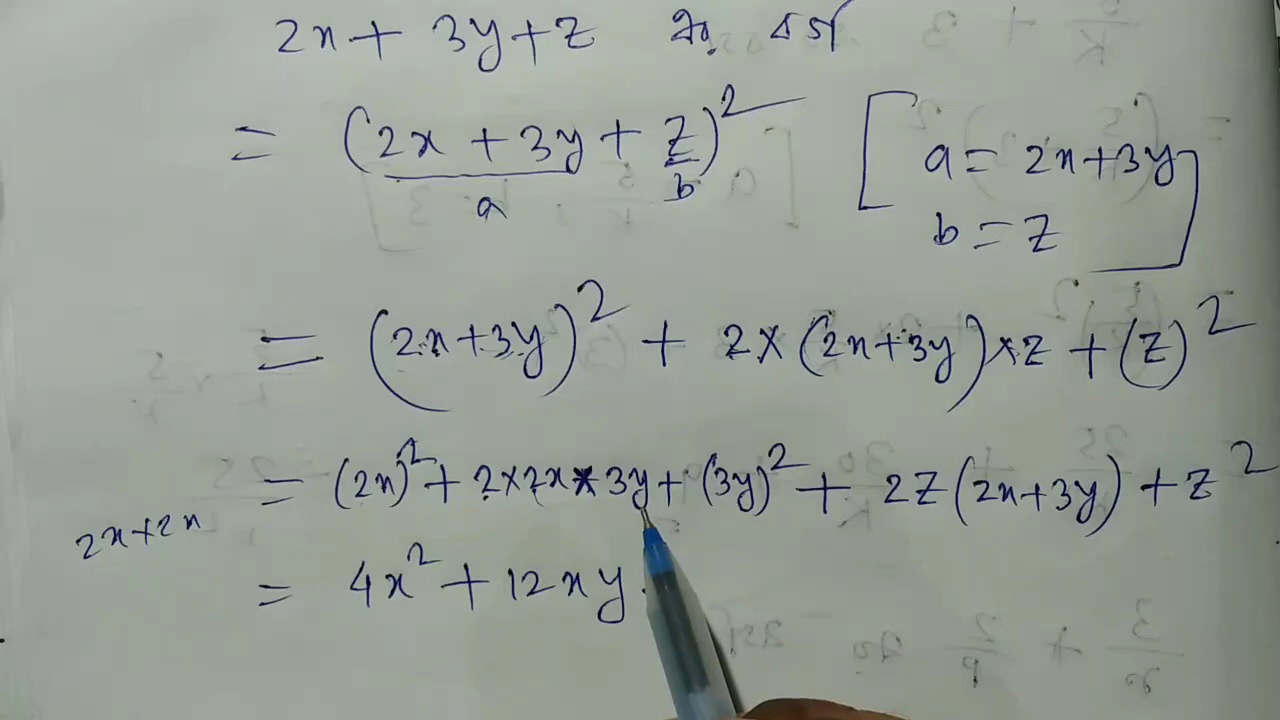 2x + 3y + z এর বর্গ
= (2x + 3y + z)²
a b
[ a = 2x+3y
b = z ]
= (2x+3y)² + 2×(2x+3y)×z + (z)²
= (2x)² + 2×2x×3y + (3y)² + 2z(2x+3y) + z²
2x+2x
= 4x² + 12xy